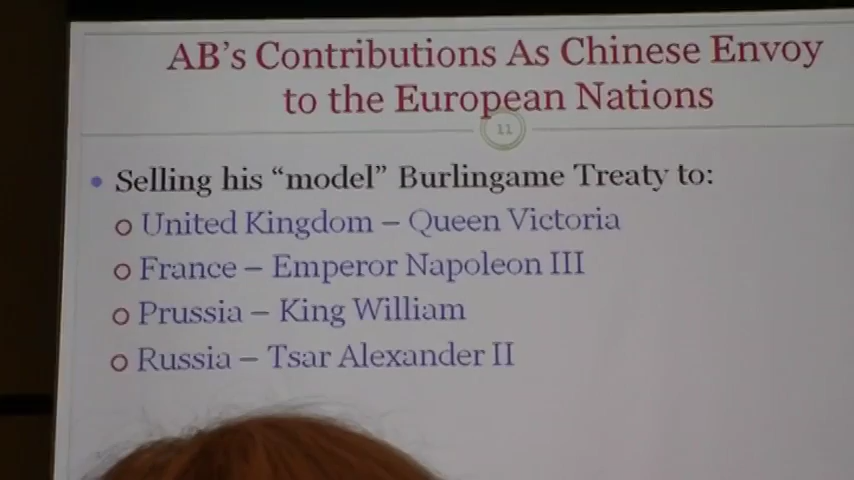 AB's Contributions As Chinese Envoy
to the European Nations
11
• Selling his “model” Burlingame Treaty to:
○ United Kingdom – Queen Victoria
○ France – Emperor Napoleon III
○ Prussia – King William
○ Russia – Tsar Alexander II